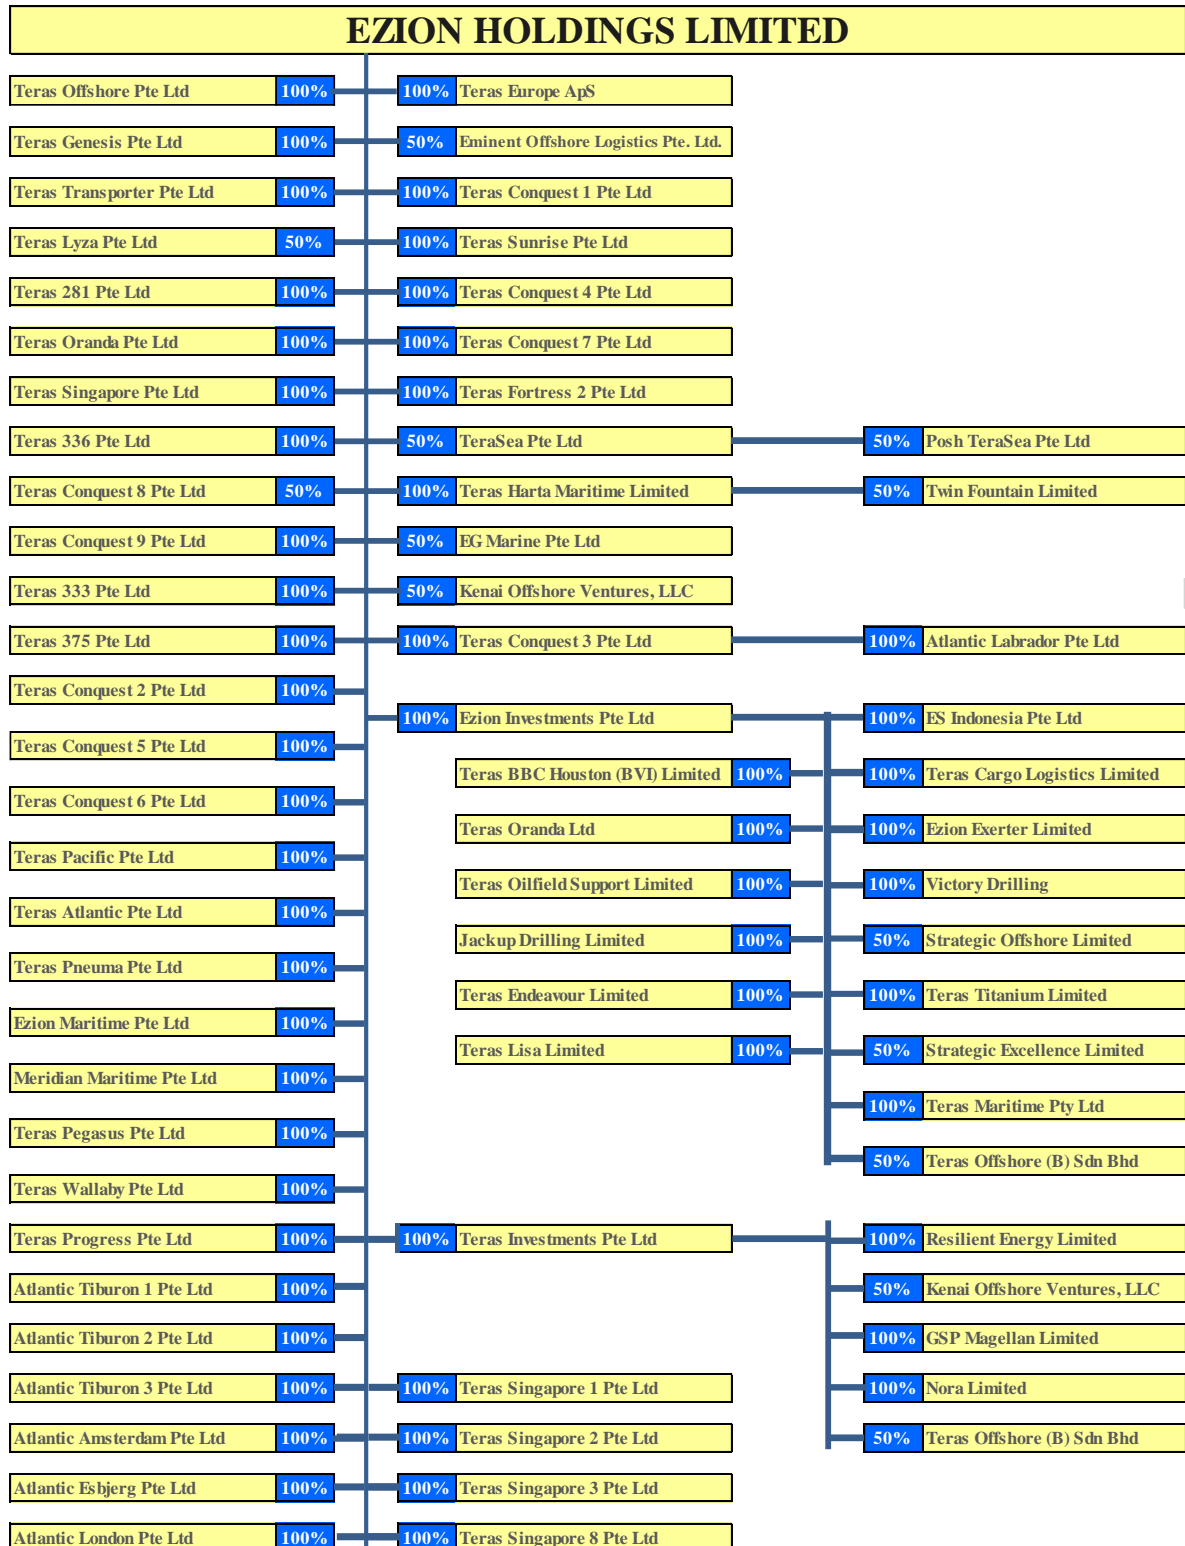 EZION HOLDINGS LIMITED
Teras Offshore Pte Ltd 100% 100% Teras Europe ApS
Teras Genesis Pte Ltd 100% 50% Eminent Offshore Logistics Pte. Ltd.
Teras Transporter Pte Ltd 100% 100% Teras Conquest 1 Pte Ltd
Teras Lyza Pte Ltd 50% 100% Teras Sunrise Pte Ltd
Teras 281 Pte Ltd 100% 100% Teras Conquest 4 Pte Ltd
Teras Oranda Pte Ltd 100% 100% Teras Conquest 7 Pte Ltd
Teras Singapore Pte Ltd 100% 100% Teras Fortress 2 Pte Ltd
Teras 336 Pte Ltd 100% 50% TeraSea Pte Ltd 50% Posh TeraSea Pte Ltd
Teras Conquest 8 Pte Ltd 50% 100% Teras Harta Maritime Limited 50% Twin Fountain Limited
Teras Conquest 9 Pte Ltd 100% 50% EG Marine Pte Ltd
Teras 333 Pte Ltd 100% 50% Kenai Offshore Ventures, LLC
Teras 375 Pte Ltd 100% 100% Teras Conquest 3 Pte Ltd 100% Atlantic Labrador Pte Ltd
Teras Conquest 2 Pte Ltd 100%
100% Ezion Investments Pte Ltd 100% ES Indonesia Pte Ltd
Teras Conquest 5 Pte Ltd 100%
Teras BBC Houston (BVI) Limited 100% 100% Teras Cargo Logistics Limited
Teras Conquest 6 Pte Ltd 100%
Teras Oranda Ltd 100% 100% Ezion Exerter Limited
Teras Pacific Pte Ltd 100%
Teras Oilfield Support Limited 100% 100% Victory Drilling
Teras Atlantic Pte Ltd 100%
Jackup Drilling Limited 100% 50% Strategic Offshore Limited
Teras Pneuma Pte Ltd 100%
Teras Endeavour Limited 100% 100% Teras Titanium Limited
Ezion Maritime Pte Ltd 100%
Teras Lisa Limited 100% 50% Strategic Excellence Limited
Meridian Maritime Pte Ltd 100%
100% Teras Maritime Pty Ltd
Teras Pegasus Pte Ltd 100%
50% Teras Offshore (B) Sdn Bhd
Teras Wallaby Pte Ltd 100%
Teras Progress Pte Ltd 100% 100% Teras Investments Pte Ltd 100% Resilient Energy Limited
Atlantic Tiburon 1 Pte Ltd 100% 50% Kenai Offshore Ventures, LLC
Atlantic Tiburon 2 Pte Ltd 100% 100% GSP Magellan Limited
Atlantic Tiburon 3 Pte Ltd 100% 100% Teras Singapore 1 Pte Ltd 100% Nora Limited
Atlantic Amsterdam Pte Ltd 100% 100% Teras Singapore 2 Pte Ltd 50% Teras Offshore (B) Sdn Bhd
Atlantic Esbjerg Pte Ltd 100% 100% Teras Singapore 3 Pte Ltd
Atlantic London Pte Ltd 100% 100% Teras Singapore 8 Pte Ltd